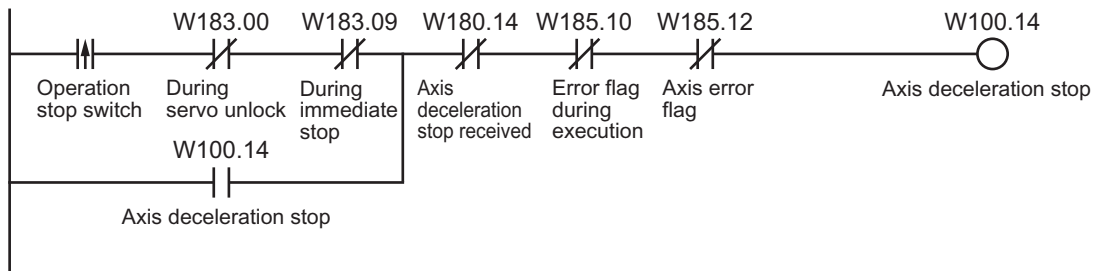 W183.00 W183.09 W180.14 W185.10 W185.12 W100.14
Operation
stop switch
During
servo unlock
During
immediate
stop
Axis
deceleration
stop received
Error flag
during
execution
Axis error
flag
Axis deceleration stop
W100.14
Axis deceleration stop